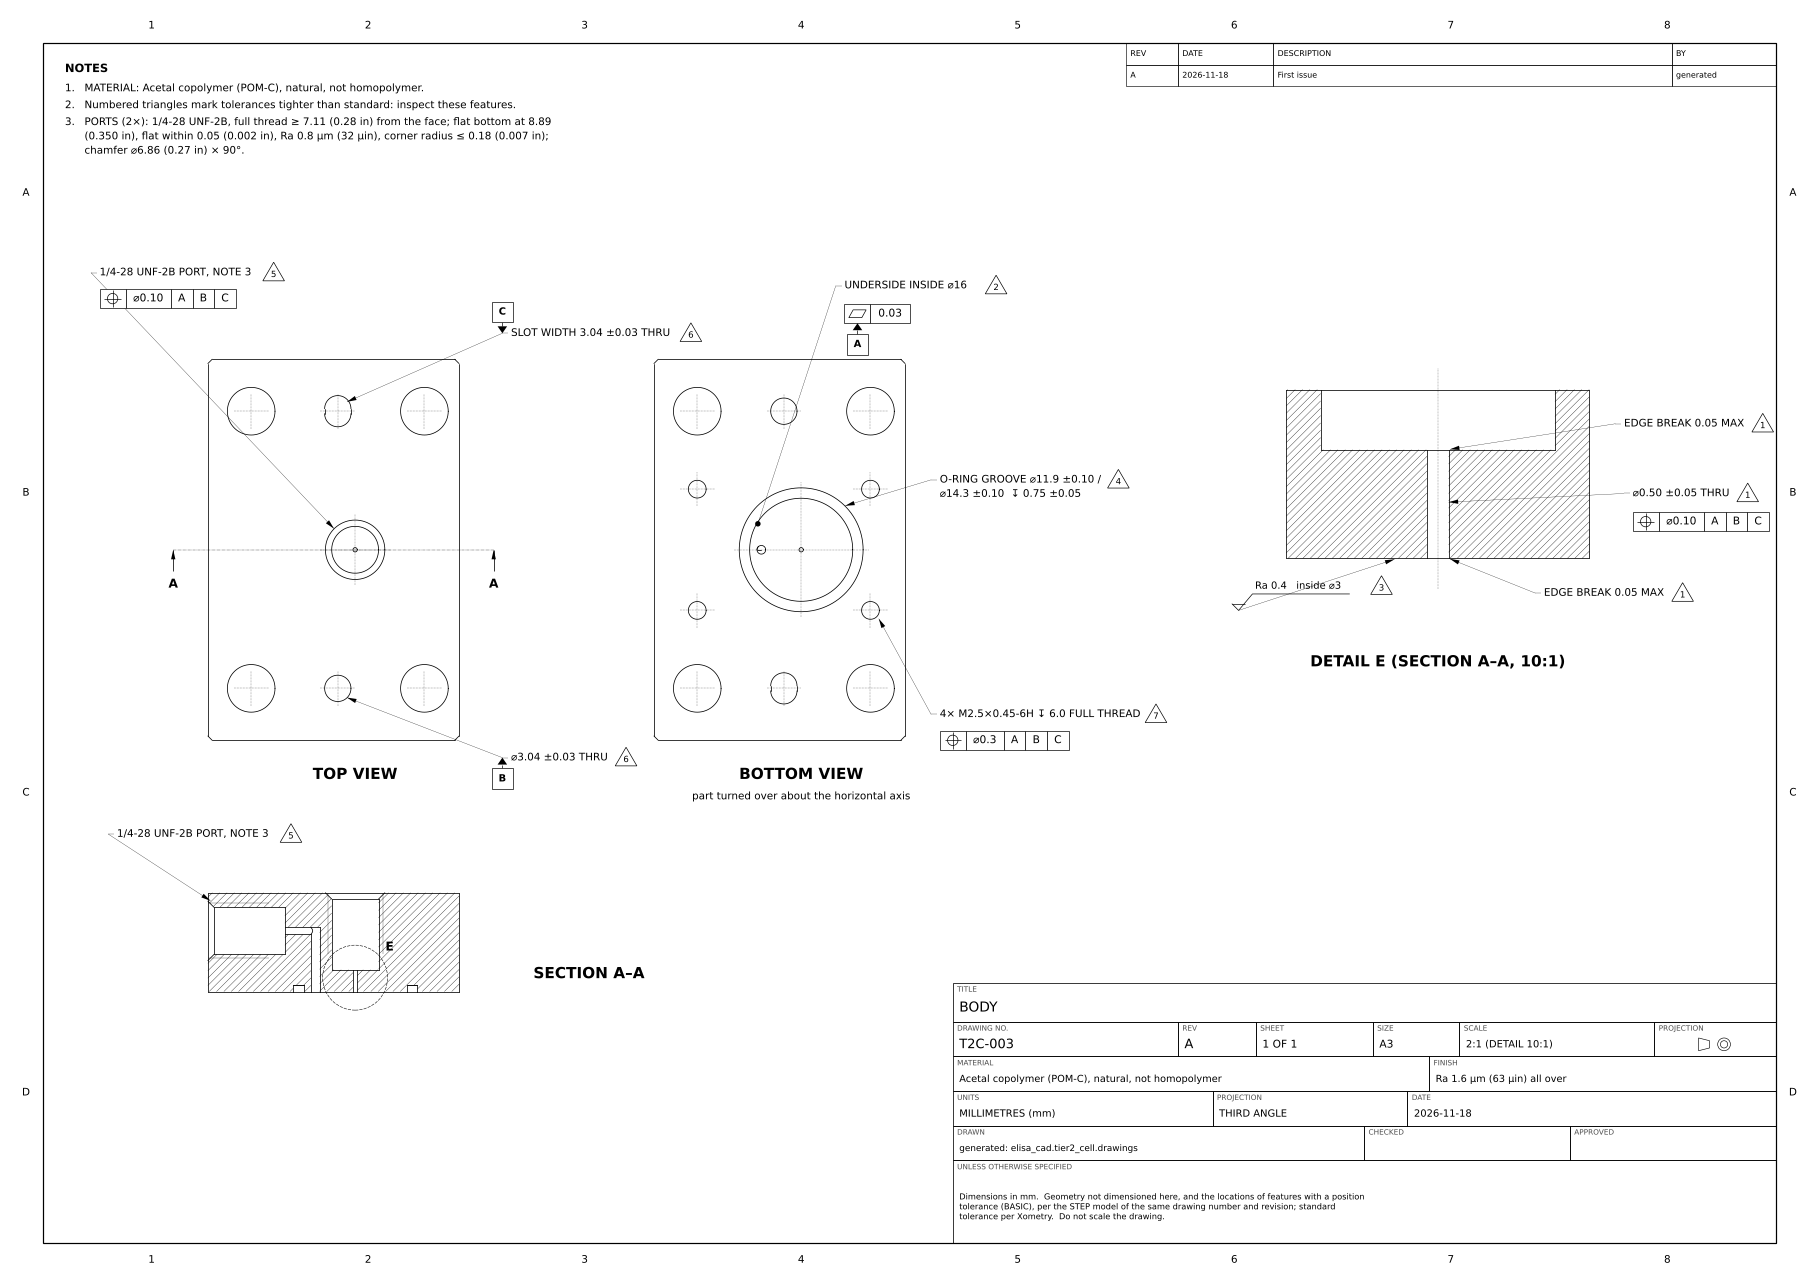 1 2 3 4 5 6 7 8
NOTES
1. MATERIAL: Acetal copolymer (POM-C), natural, not homopolymer.
2. Numbered triangles mark tolerances tighter than standard: inspect these features.
3. PORTS (2×): 1/4-28 UNF-2B, full thread ≥ 7.11 (0.28 in) from the face; flat bottom at 8.89
(0.350 in), flat within 0.05 (0.002 in), Ra 0.8 µm (32 µin), corner radius ≤ 0.18 (0.007 in);
chamfer ⌀6.86 (0.27 in) × 90°.
REV DATE DESCRIPTION BY
A 2026-11-18 First issue generated
A A
1/4-28 UNF-2B PORT, NOTE 3 5
⌀0.10 A B C
C
SLOT WIDTH 3.04 ±0.03 THRU 6
UNDERSIDE INSIDE ⌀16 2
0.03
A
EDGE BREAK 0.05 MAX 1
O-RING GROOVE ⌀11.9 ±0.10 / 4
⌀14.3 ±0.10 ↧ 0.75 ±0.05
B B
⌀0.50 ±0.05 THRU 1
⌀0.10 A B C
A A
Ra 0.4 inside ⌀3 3
EDGE BREAK 0.05 MAX 1
DETAIL E (SECTION A–A, 10:1)
4× M2.5×0.45-6H ↧ 6.0 FULL THREAD 7
⌀0.3 A B C
⌀3.04 ±0.03 THRU 6
B
TOP VIEW
BOTTOM VIEW
part turned over about the horizontal axis
C C
1/4-28 UNF-2B PORT, NOTE 3 5
E
SECTION A–A
TITLE
BODY
DRAWING NO. REV SHEET SIZE SCALE PROJECTION
T2C-003 A 1 OF 1 A3 2:1 (DETAIL 10:1)
MATERIAL FINISH
Acetal copolymer (POM-C), natural, not homopolymer Ra 1.6 µm (63 µin) all over
D D
UNITS PROJECTION DATE
MILLIMETRES (mm) THIRD ANGLE 2026-11-18
DRAWN CHECKED APPROVED
generated: elisa_cad.tier2_cell.drawings
UNLESS OTHERWISE SPECIFIED
Dimensions in mm. Geometry not dimensioned here, and the locations of features with a position
tolerance (BASIC), per the STEP model of the same drawing number and revision; standard
tolerance per Xometry. Do not scale the drawing.
1 2 3 4 5 6 7 8